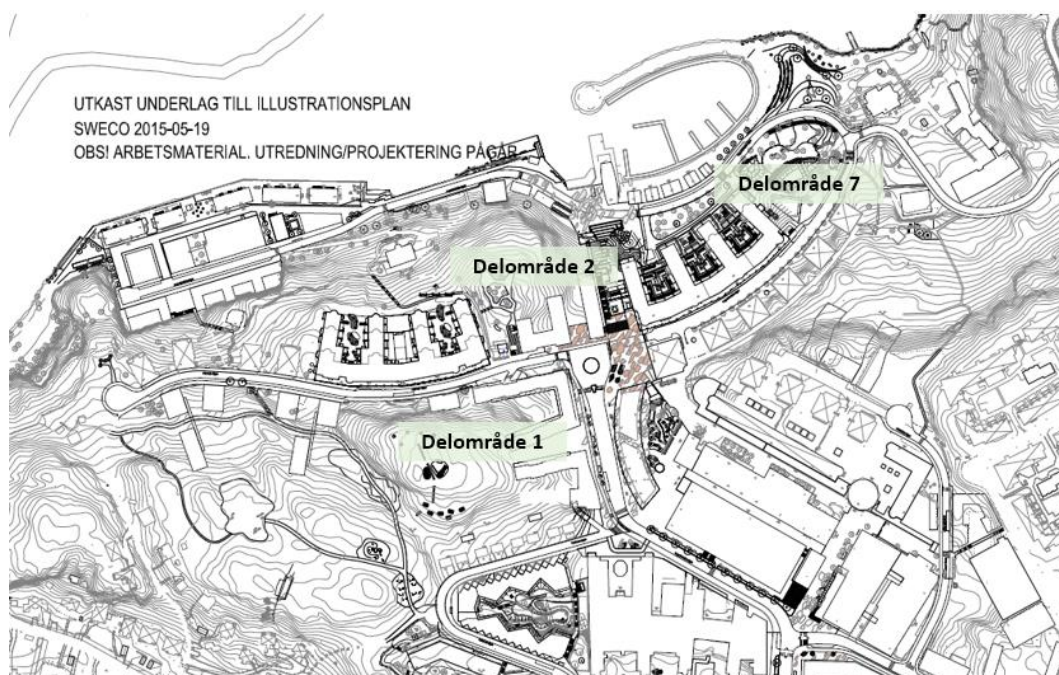 UTKAST UNDERLAG TILL ILLUSTRATIONSPLAN
SWECO 2015-05-19
OBS! ARBETSMATERIAL. UTREDNING/PROJEKTERING PÅGÅR
Delområde 7
Delområde 2
Delområde 1